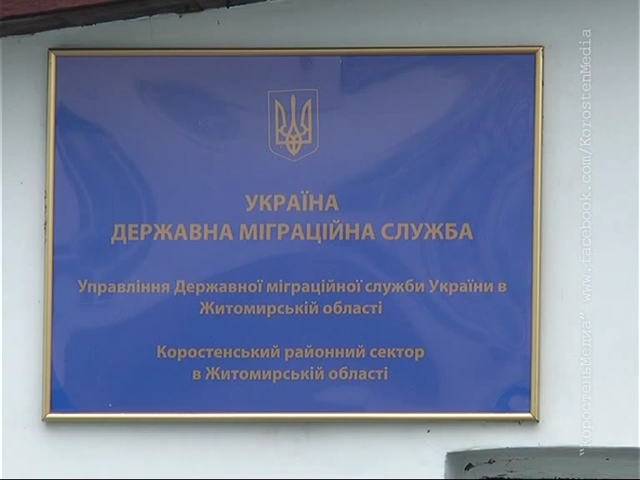 УКРАЇНА
ДЕРЖАВНА МІГРАЦІЙНА СЛУЖБА
Управління Державної міграційної служби України в
Житомирській області
Коростенський районний сектор
в Житомирській області
"КоростеньМедиа" www.facebook.com/KorostenMedia